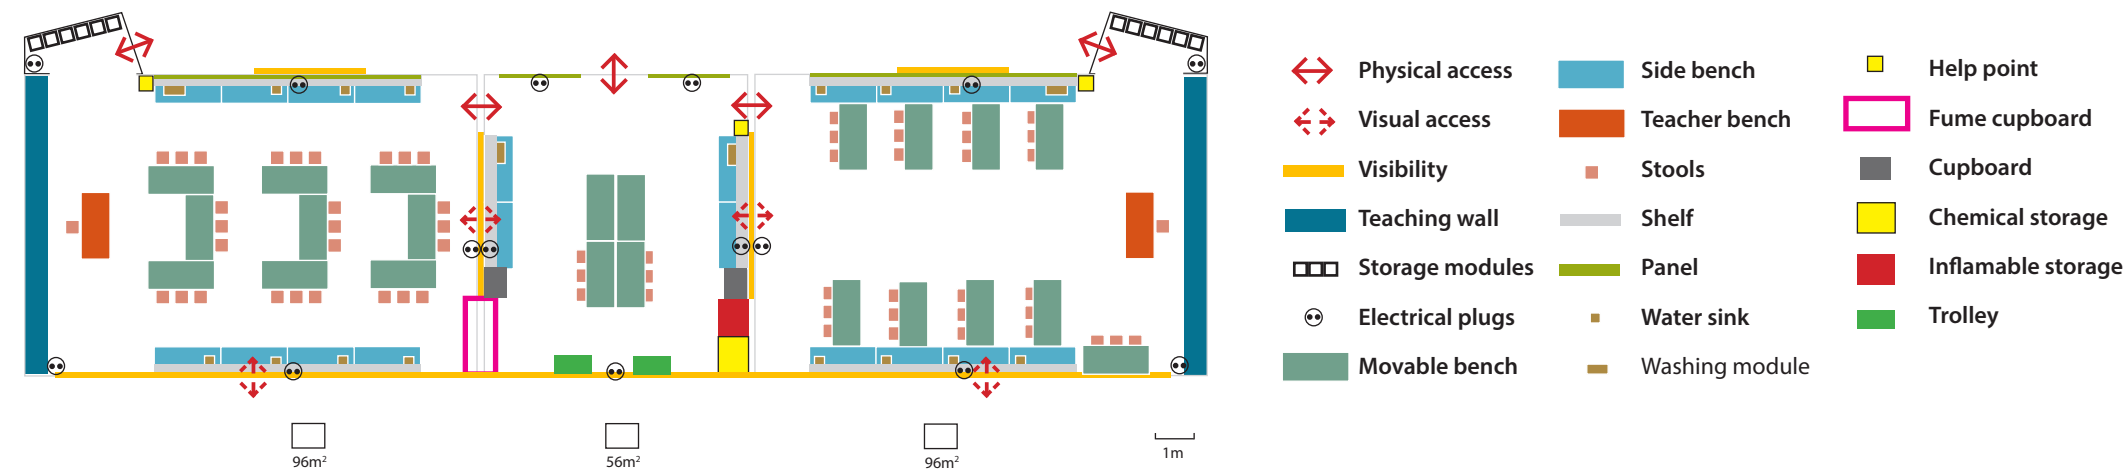 96m²
56m²
96m²
1m
Physical access
Visual access
Visibility
Teaching wall
Storage modules
Electrical plugs
Movable bench
Side bench
Teacher bench
Stools
Shelf
Panel
Water sink
Washing module
Help point
Fume cupboard
Cupboard
Chemical storage
Inflamable storage
Trolley